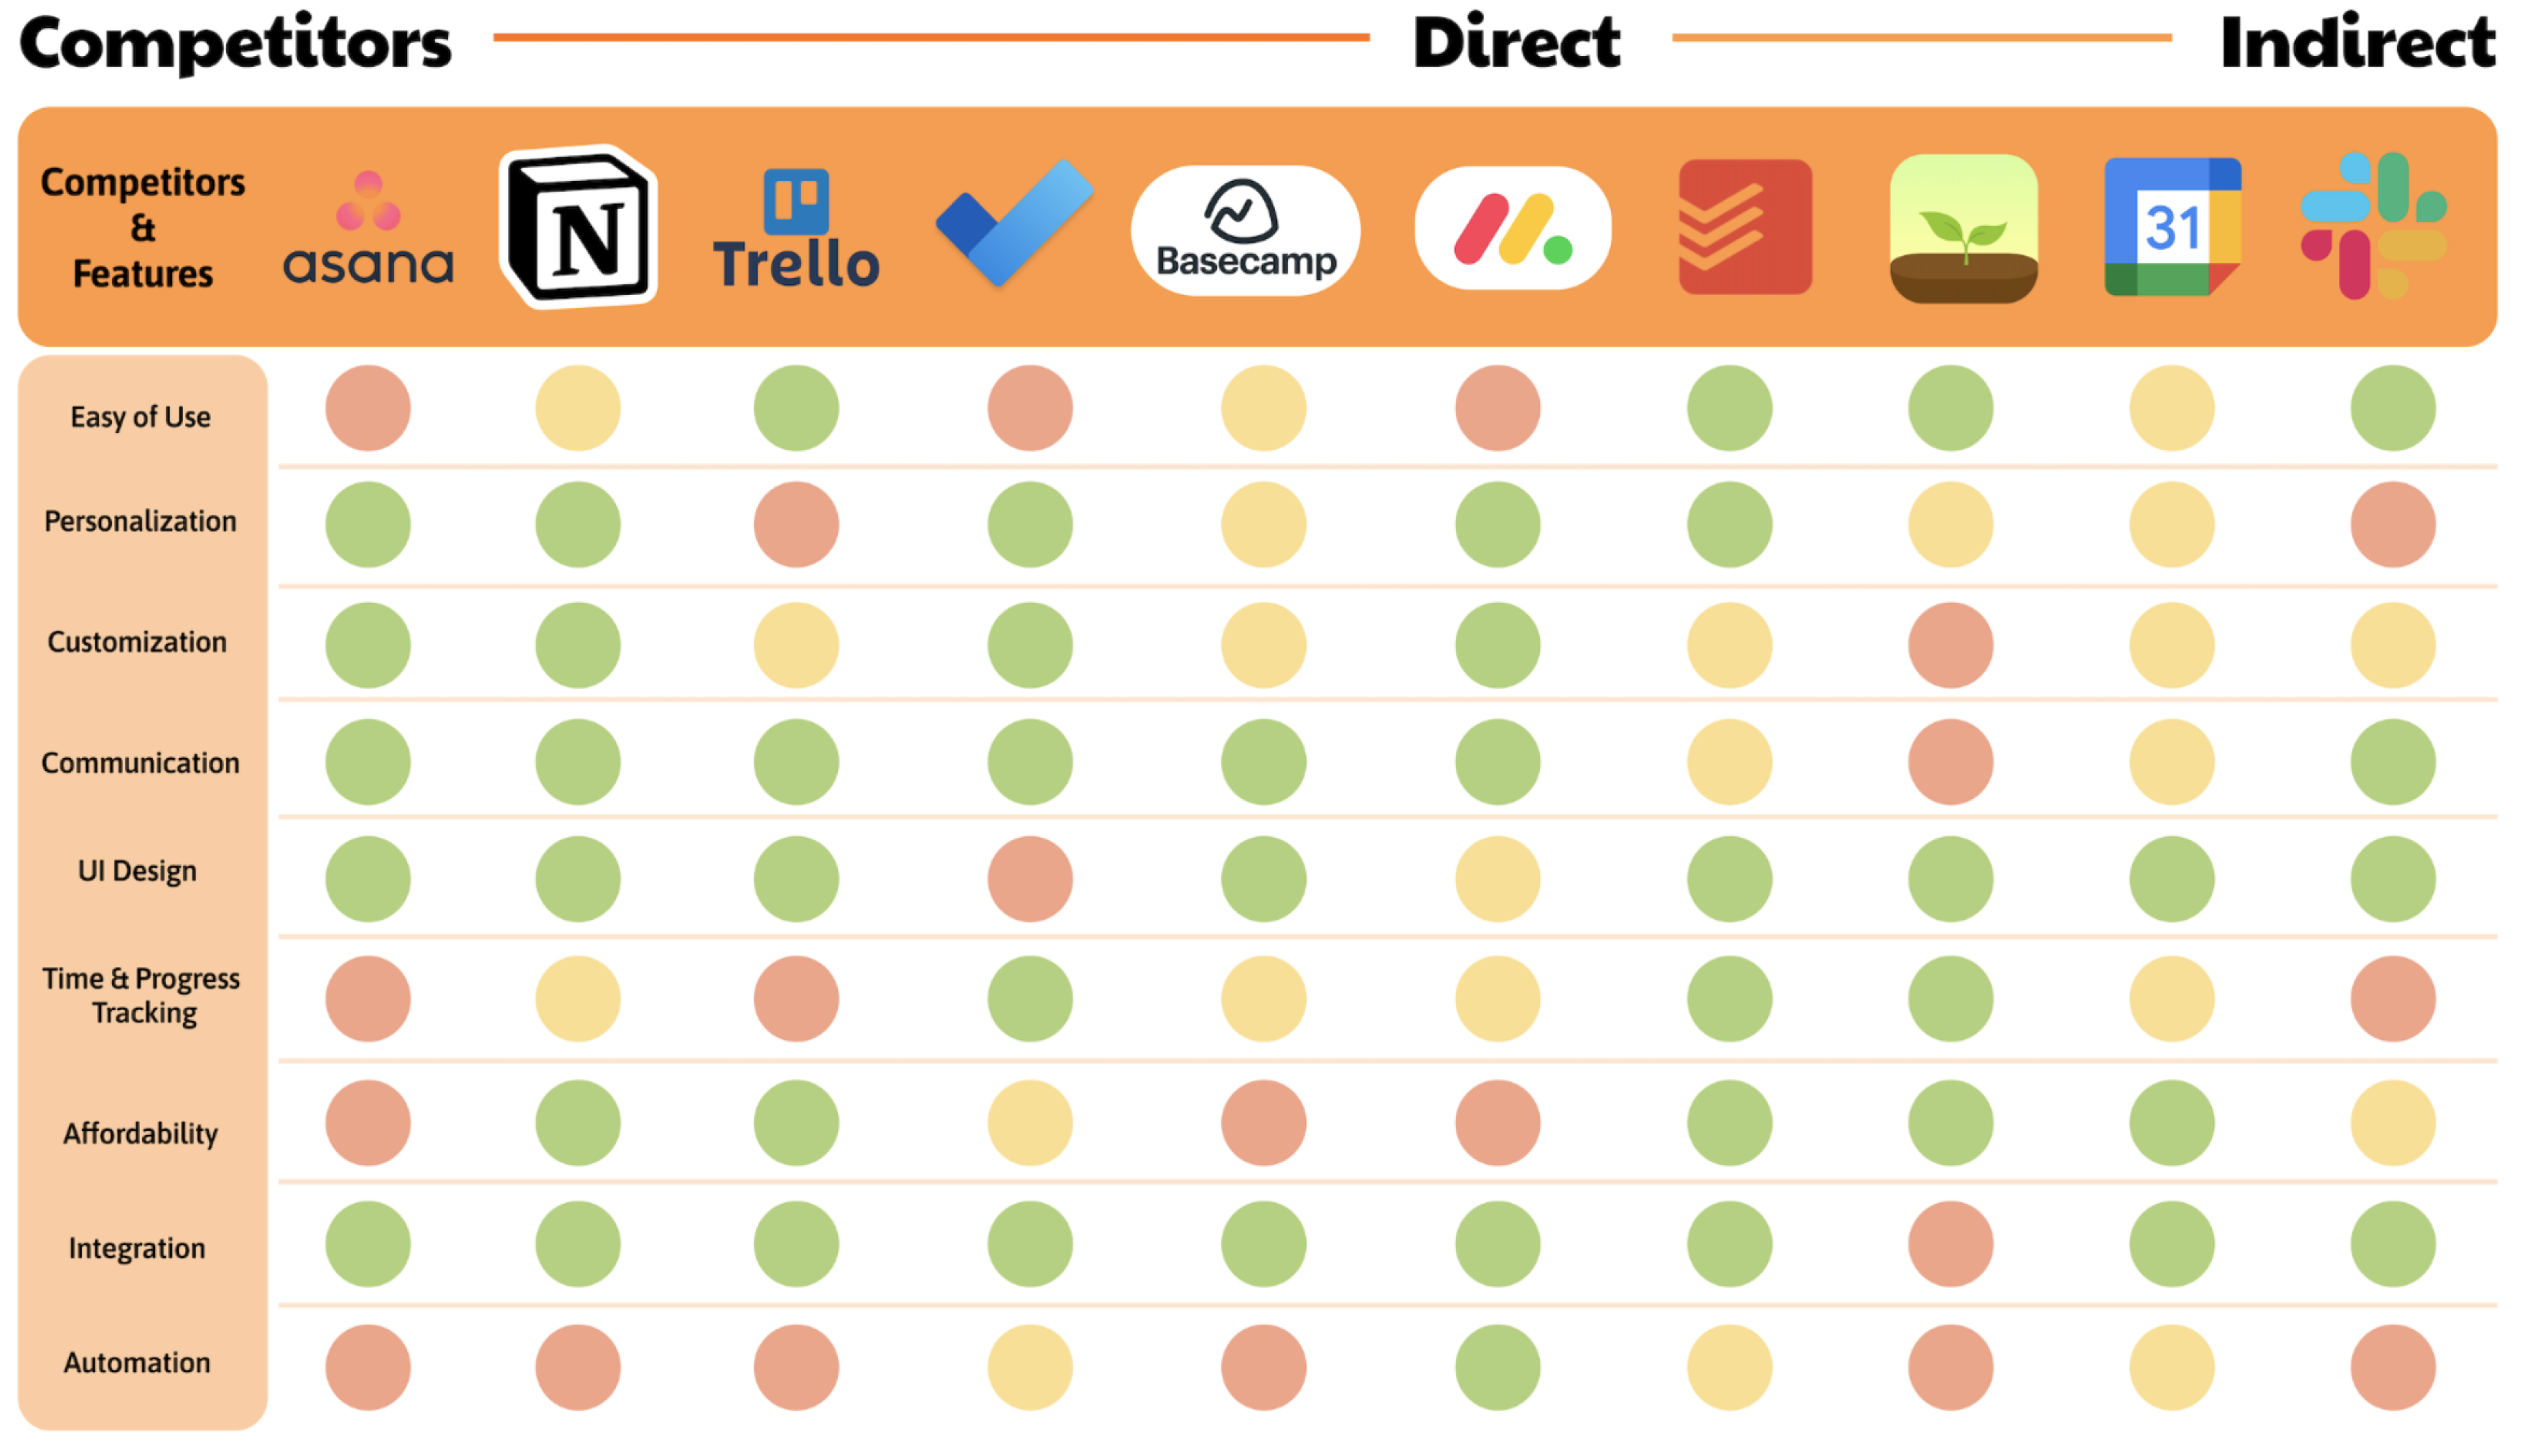 Competitors
Direct
Indirect
Competitors
&
Features
asana
N
Trello
Basecamp
31
Easy of Use
Personalization
Customization
Communication
UI Design
Time & Progress
Tracking
Affordability
Integration
Automation